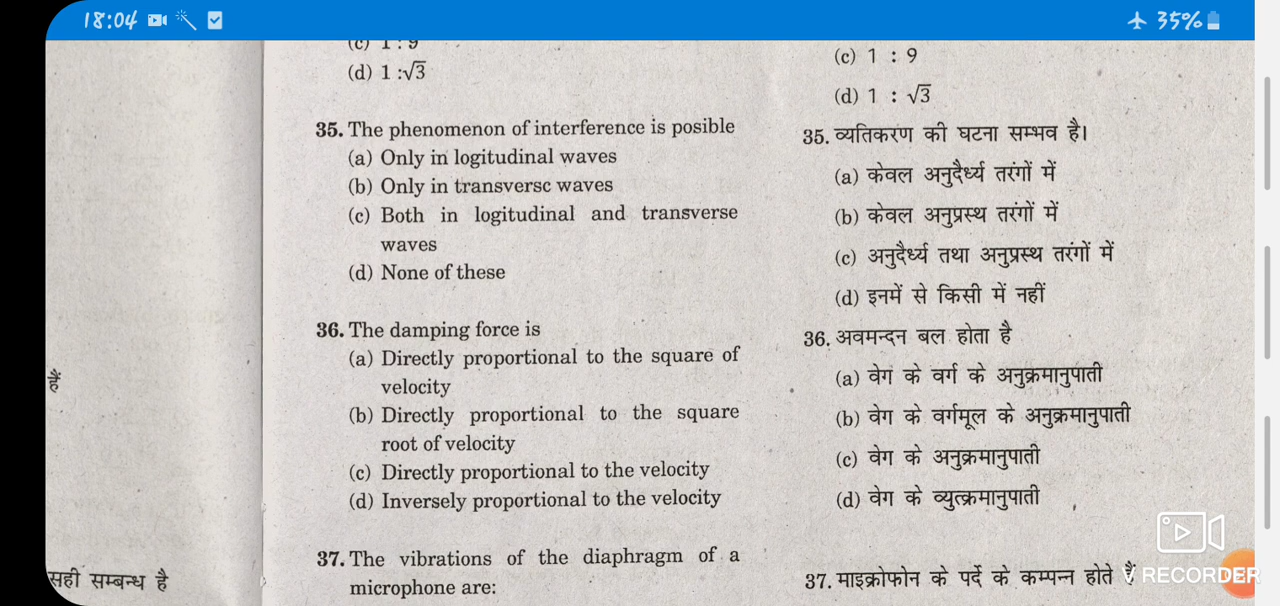 18:04
35%
(c) 1 : 9
(d) 1 :√3
35. The phenomenon of interference is posible
(a) Only in logitudinal waves
(b) Only in transversc waves
(c) Both in logitudinal and transverse
waves
(d) None of these
36. The damping force is
(a) Directly proportional to the square of
velocity
(b) Directly proportional to the square
root of velocity
(c) Directly proportional to the velocity
(d) Inversely proportional to the velocity
37. The vibrations of the diaphragm of a
microphone are:
(c) 1 : 9
(d) 1 : √3
35. व्यतिकरण की घटना सम्भव है।
(a) केवल अनुदैर्ध्य तरंगों में
(b) केवल अनुप्रस्थ तरंगों में
(c) अनुदैर्ध्य तथा अनुप्रस्थ तरंगों में
(d) इनमें से किसी में नहीं
36. अवमन्दन बल होता है
(a) वेग के वर्ग के अनुक्रमानुपाती
(b) वेग के वर्गमूल के अनुक्रमानुपाती
(c) वेग के अनुक्रमानुपाती
(d) वेग के व्युत्क्रमानुपाती
37. माइक्रोफोन के पर्दे के कम्पन्न होते हैं
हैं
सही सम्बन्ध है
V RECORDER